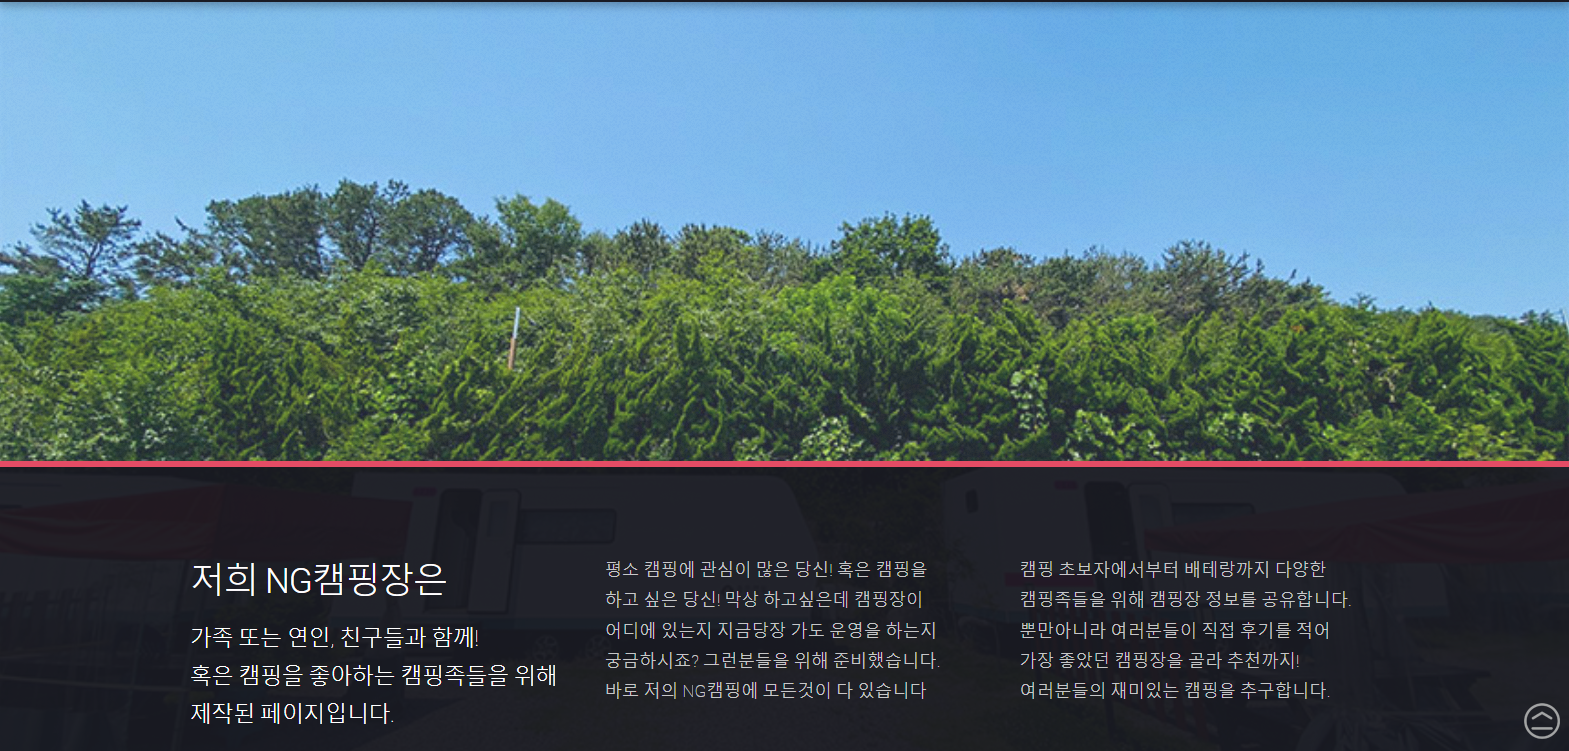 저희 NG캠핑장은
가족 또는 연인, 친구들과 함께!
혹은 캠핑을 좋아하는 캠핑족들을 위해
제작된 페이지입니다.
평소 캠핑에 관심이 많은 당신! 혹은 캠핑을
하고 싶은 당신! 막상 하고싶은데 캠핑장이
어디에 있는지 지금당장 가도 운영을 하는지
궁금하시죠? 그런분들을 위해 준비했습니다.
바로 저의 NG캠핑에 모든것이 다 있습니다
캠핑 초보자에서부터 배테랑까지 다양한
캠핑족들을 위해 캠핑장 정보를 공유합니다.
뿐만아니라 여러분들이 직접 후기를 적어
가장 좋았던 캠핑장을 골라 추천까지!
여러분들의 재미있는 캠핑을 추구합니다.